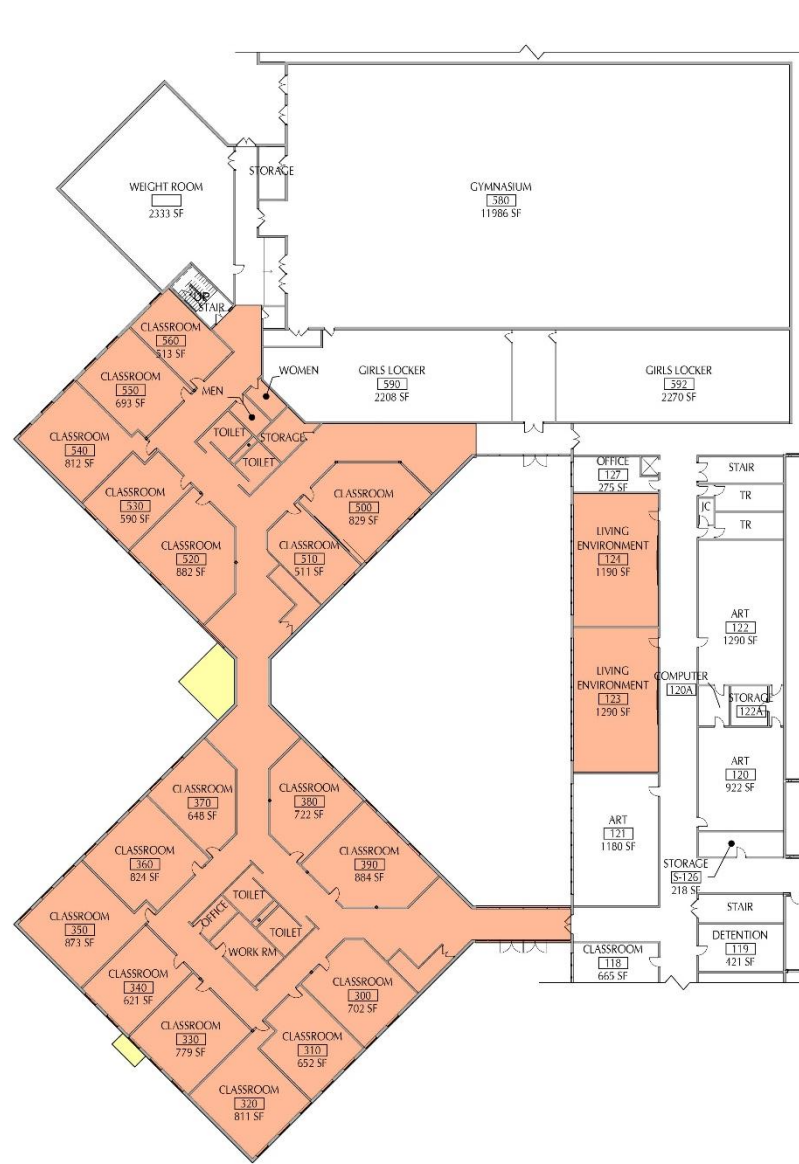 STORAGE
WEIGHT ROOM
2333 SF
GYMNASIUM
580
11986 SF
UP
STAIR
CLASSROOM
560
513 SF
WOMEN
GIRLS LOCKER
590
2208 SF
GIRLS LOCKER
592
2270 SF
CLASSROOM
550
693 SF
MEN
CLASSROOM
540
812 SF
TOILET
STORAGE
TOILET
CLASSROOM
530
590 SF
CLASSROOM
500
829 SF
CLASSROOM
520
882 SF
CLASSROOM
510
511 SF
OFFICE
127
275 SF
STAIR
TR
JC
TR
LIVING
ENVIRONMENT
124
1190 SF
ART
122
1290 SF
LIVING
ENVIRONMENT
123
1290 SF
COMPUTER
120A
STORAGE
122A
ART
120
922 SF
CLASSROOM
370
648 SF
CLASSROOM
380
722 SF
ART
121
1180 SF
CLASSROOM
360
824 SF
CLASSROOM
390
884 SF
STORAGE
S-126
218 SF
TOILET
OFFICE
TOILET
WORK RM
STAIR
CLASSROOM
350
873 SF
DETENTION
119
421 SF
CLASSROOM
118
665 SF
CLASSROOM
340
621 SF
CLASSROOM
300
702 SF
CLASSROOM
330
779 SF
CLASSROOM
310
652 SF
CLASSROOM
320
811 SF